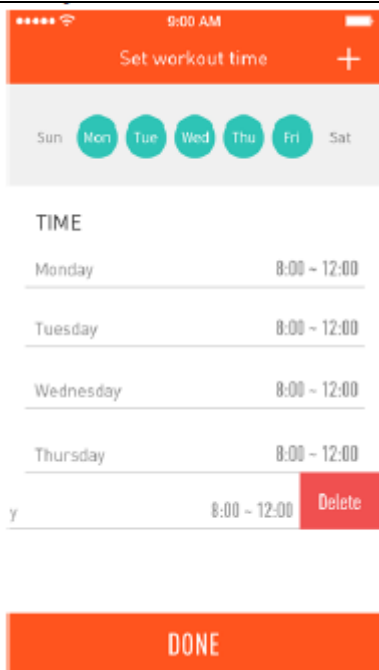 9:00 AM
Set workout time +
Sun Mon Tue Wed Thu Fri Sat
TIME
Monday 8:00 ~ 12:00
Tuesday 8:00 ~ 12:00
Wednesday 8:00 ~ 12:00
Thursday 8:00 ~ 12:00
y 8:00 ~ 12:00 Delete
DONE